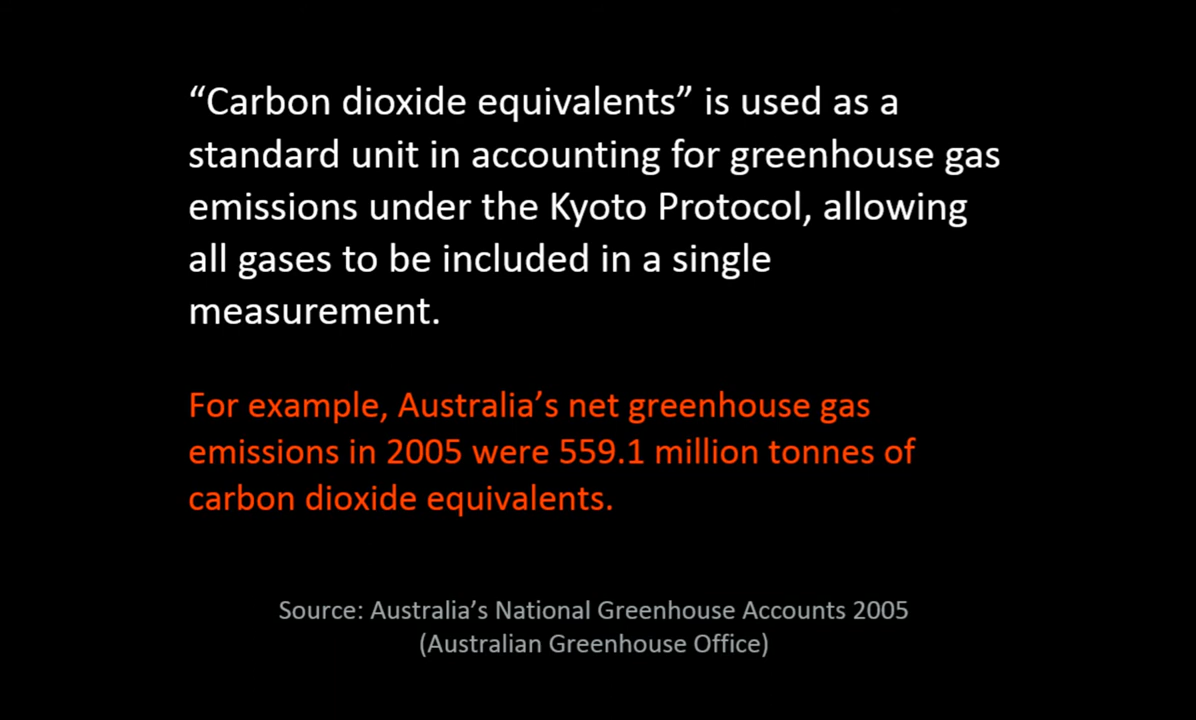 “Carbon dioxide equivalents” is used as a
standard unit in accounting for greenhouse gas
emissions under the Kyoto Protocol, allowing
all gases to be included in a single
measurement.
For example, Australia’s net greenhouse gas
emissions in 2005 were 559.1 million tonnes of
carbon dioxide equivalents.
Source: Australia’s National Greenhouse Accounts 2005
(Australian Greenhouse Office)